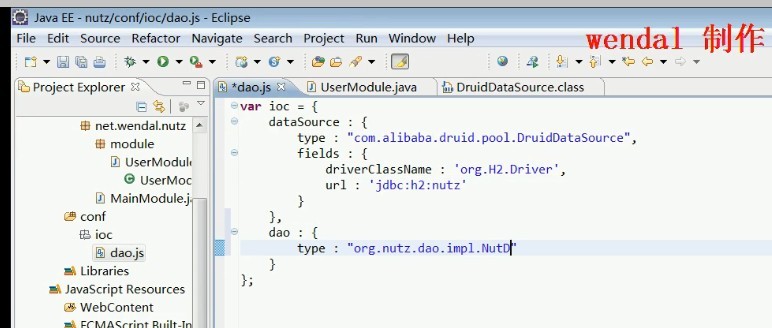 Java EE - nutz/conf/ioc/dao.js - Eclipse
File Edit Source Refactor Navigate Search Project Run Window Help
wendal 制作
Project Explorer
*dao.js
UserModule.java
DruidDataSource.class
net.wendal.nutz
module
UserModule
UserMoc
MainModule.j
conf
ioc
dao.js
Libraries
JavaScript Resources
WebContent
ECMAScript Built-In
var ioc = {
dataSource : {
type : "com.alibaba.druid.pool.DruidDataSource",
fields : {
driverClassName : 'org.H2.Driver',
url : 'jdbc:h2:nutz'
}
},
dao : {
type : "org.nutz.dao.impl.NutD"
}
};